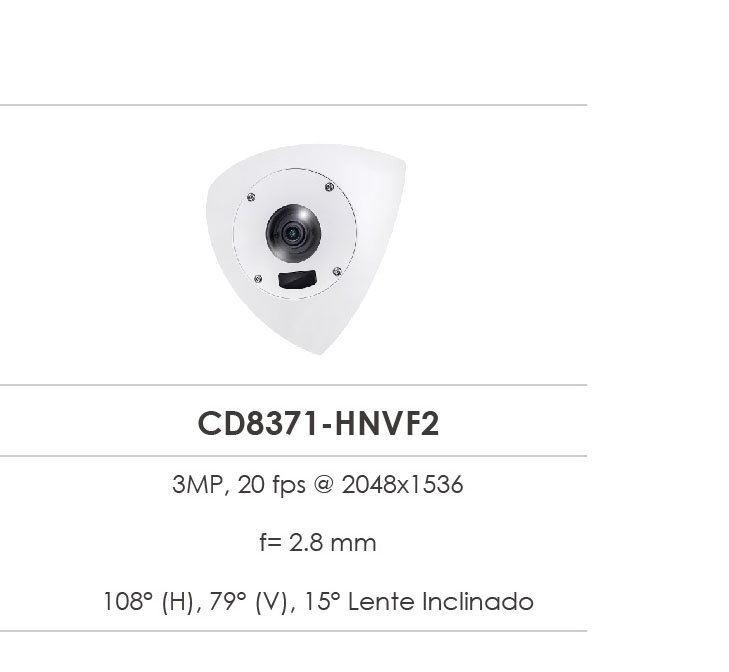 CD8371-HNVF2
3MP, 20 fps @ 2048x1536
f= 2.8 mm
108° (H), 79° (V), 15° Lente Inclinado